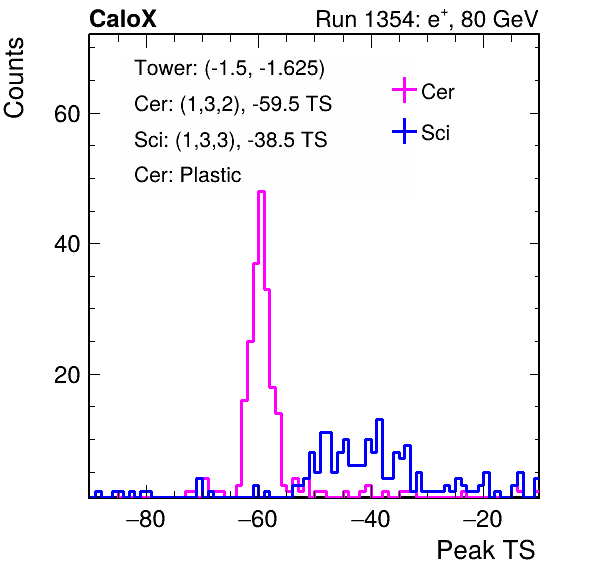 CaloX Run 1354: e⁺, 80 GeV
Counts
Tower: (-1.5, -1.625)
Cer: (1,3,2), -59.5 TS
Sci: (1,3,3), -38.5 TS
Cer: Plastic
Cer
Sci
60
40
20
−80 −60 −40 −20
Peak TS